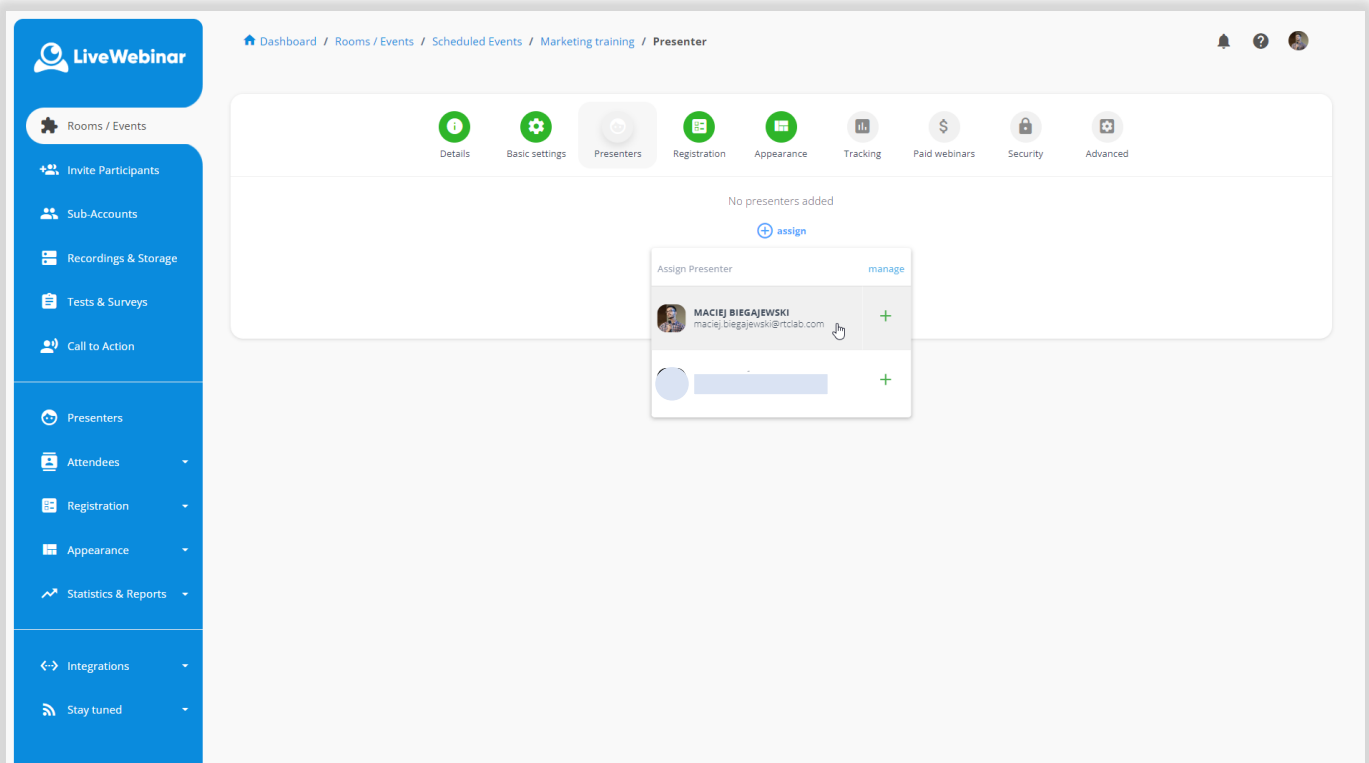 LiveWebinar
Dashboard / Rooms / Events / Scheduled Events / Marketing training / Presenter
Rooms / Events
Invite Participants
Sub-Accounts
Recordings & Storage
Tests & Surveys
Call to Action
Presenters
Attendees
Registration
Appearance
Statistics & Reports
Integrations
Stay tuned
Details
Basic settings
Presenters
Registration
Appearance
Tracking
Paid webinars
Security
Advanced
No presenters added
assign
Assign Presenter
manage
MACIEJ BIEGAJEWSKI
maciej.biegajewski@rtclab.com